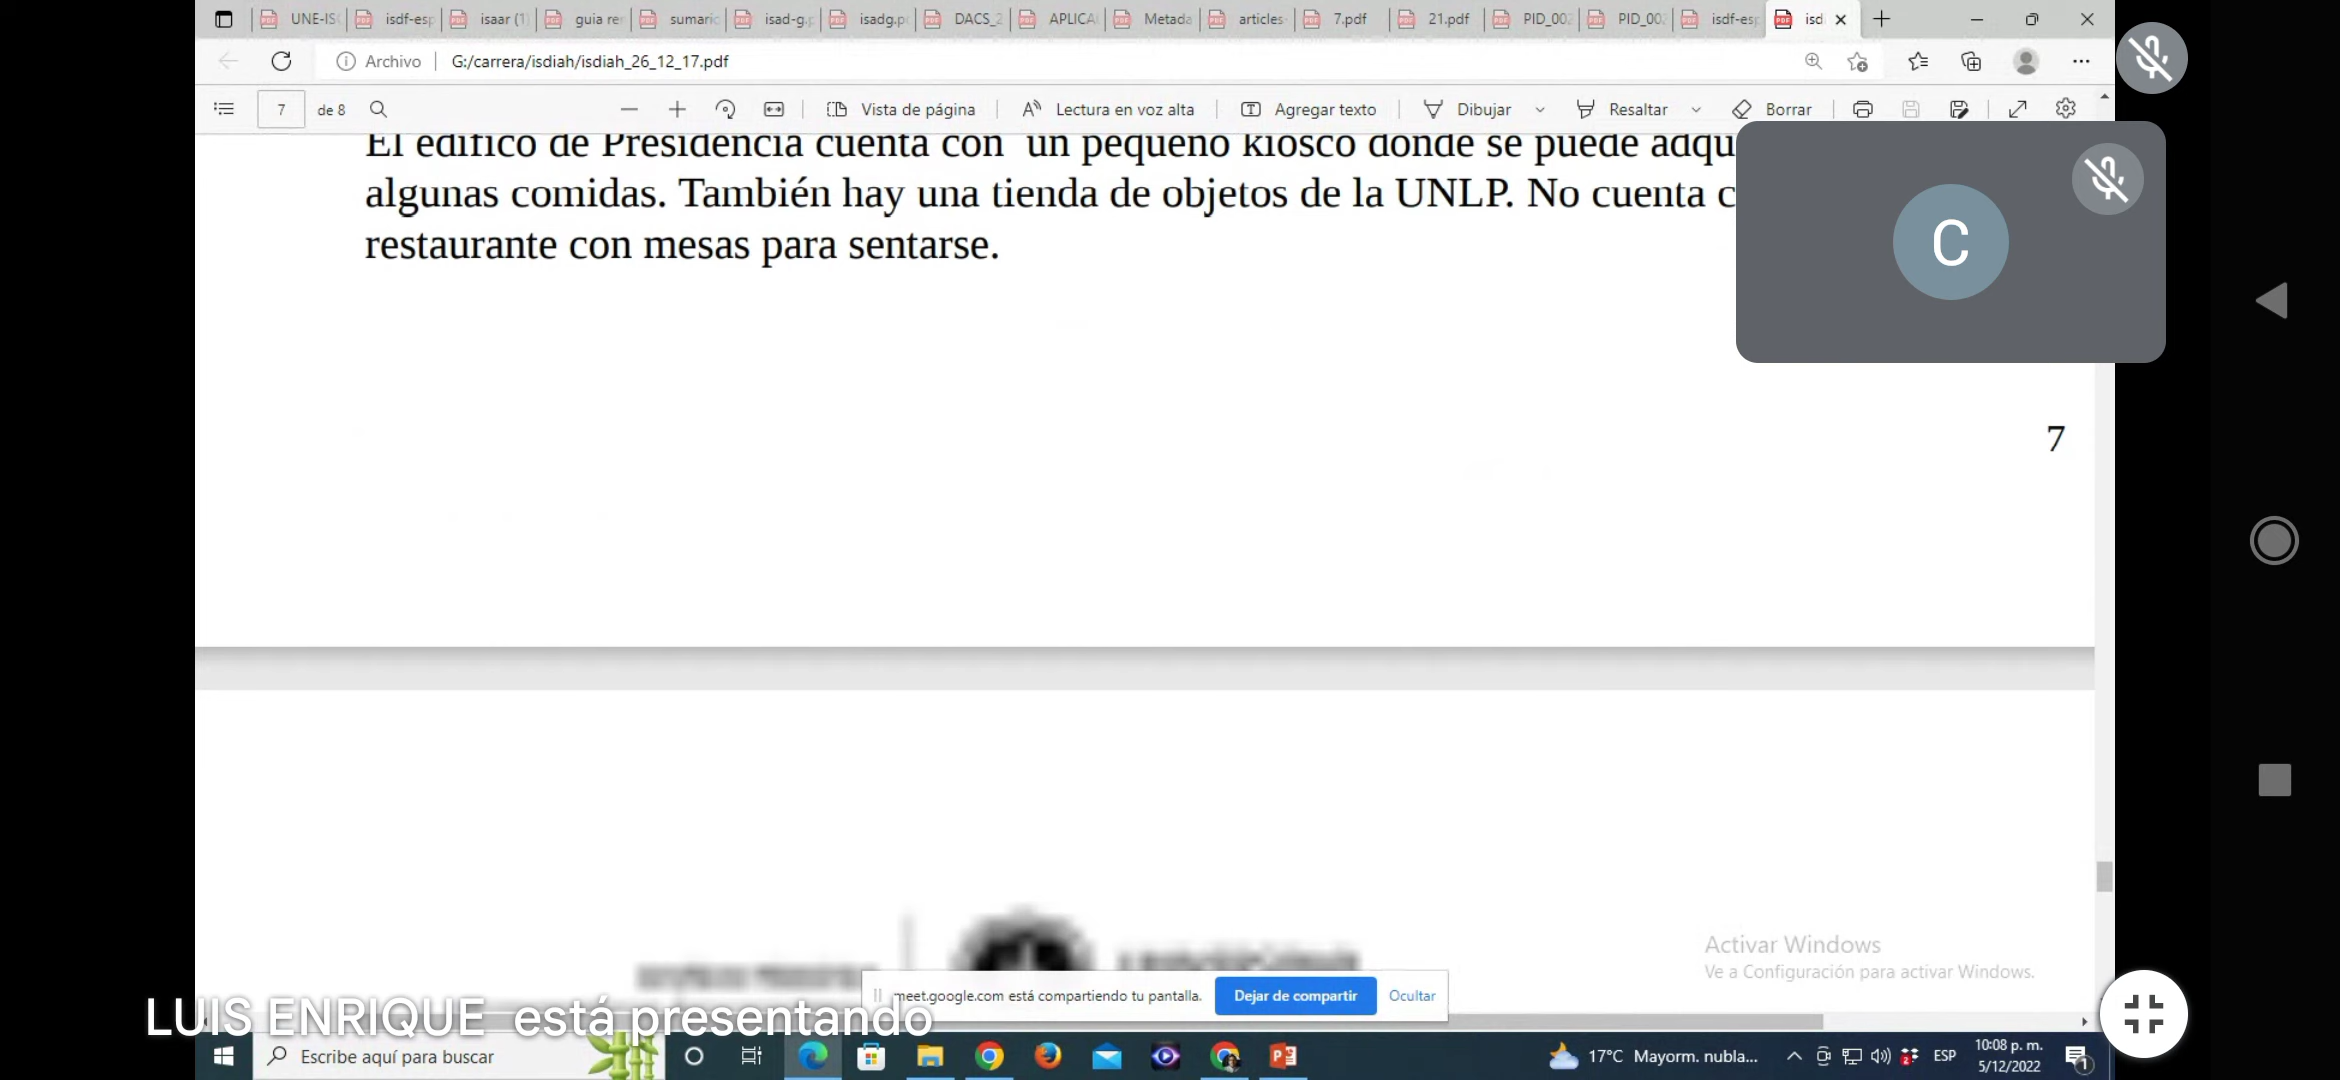 UNE-IS
isdf-esp
isaar (1)
guia re
sumaric
isad-g.p
isadg.p
DACS_2
APLICA
Metada
articles-
7.pdf
21.pdf
PID_002
PID_00
isdf-esp
isd
Archivo
G:/carrera/isdiah/isdiah_26_12_17.pdf
7 de 8
Vista de página
Lectura en voz alta
Agregar texto
Dibujar
Resaltar
Borrar
El edifico de Presidencia cuenta con un pequeño kiosco donde se puede adqu
algunas comidas. También hay una tienda de objetos de la UNLP. No cuenta c
restaurante con mesas para sentarse.
C
7
Activar Windows
Ve a Configuración para activar Windows.
meet.google.com está compartiendo tu pantalla.
Dejar de compartir
Ocultar
LUIS ENRIQUE está presentando
Escribe aquí para buscar
17°C Mayorm. nubla...
ESP
10:08 p. m.
5/12/2022
1